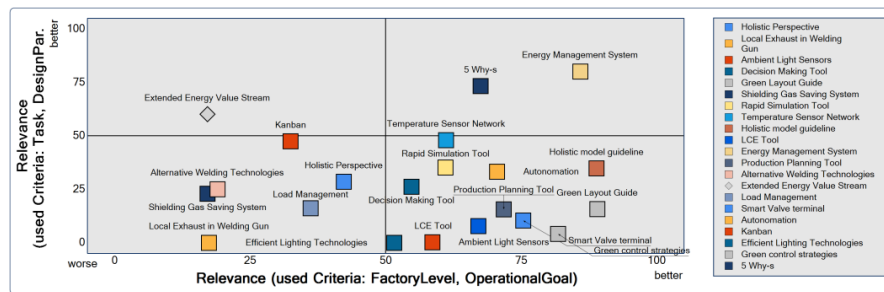 better
100
75
50
25
0
Relevance
(used Criteria: Task, DesignPar.
Energy Management System
5 Why-s
Extended Energy Value Stream
Kanban
Temperature Sensor Network
Rapid Simulation Tool
Holistic model guideline
Holistic Perspective
Autonomation
Alternative Welding Technologies
Production Planning Tool
Green Layout Guide
Load Management
Decision Making Tool
Shielding Gas Saving System
Local Exhaust in Welding Gun
LCE Tool
Efficient Lighting Technologies
Ambient Light Sensors
Smart Valve terminal
Green control strategies
worse
0
25
50
75
100
better
Relevance (used Criteria: FactoryLevel, OperationalGoal)
Holistic Perspective
Local Exhaust in Welding
Gun
Ambient Light Sensors
Decision Making Tool
Green Layout Guide
Shielding Gas Saving System
Rapid Simulation Tool
Temperature Sensor Network
Holistic model guideline
LCE Tool
Energy Management System
Production Planning Tool
Alternative Welding Technologies
Extended Energy Value Stream
Load Management
Smart Valve terminal
Autonomation
Kanban
Efficient Lighting Technologies
Green control strategies
5 Why-s